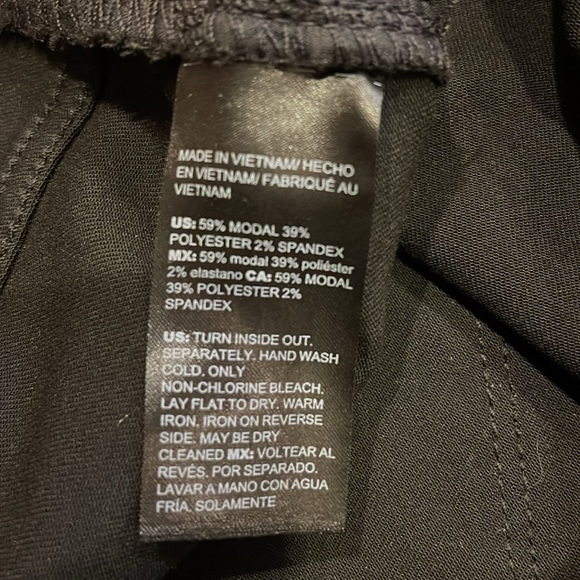 MADE IN VIETNAM/ HECHO
EN VIETNAM/ FABRIQUÉ AU
VIETNAM
US: 59% MODAL 39%
POLYESTER 2% SPANDEX
MX: 59% modal 39% poliéster
2% elastano CA: 59% MODAL
39% POLYESTER 2%
SPANDEX
US: TURN INSIDE OUT.
SEPARATELY. HAND WASH
COLD. ONLY
NON-CHLORINE BLEACH.
LAY FLAT TO DRY. WARM
IRON. IRON ON REVERSE
SIDE. MAY BE DRY
CLEANED MX: VOLTEAR AL
REVÉS. POR SEPARADO.
LAVAR A MANO CON AGUA
FRÍA. SOLAMENTE